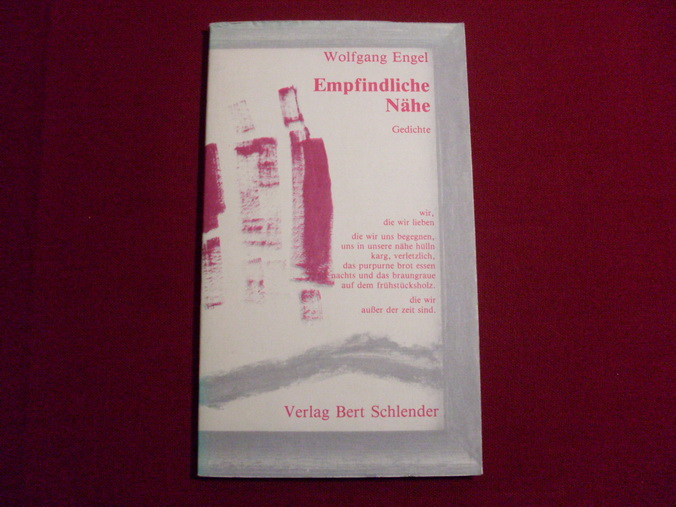 Wolfgang Engel
Empfindliche
Nähe
Gedichte
wir,
die wir lieben
die wir uns begegnen,
uns in unsere nähe hülln
karg, verletzlich,
das purpurne brot essen
nachts und das braungraue
auf dem frühstücksholz.
die wir
außer der zeit sind.
Verlag Bert Schlender